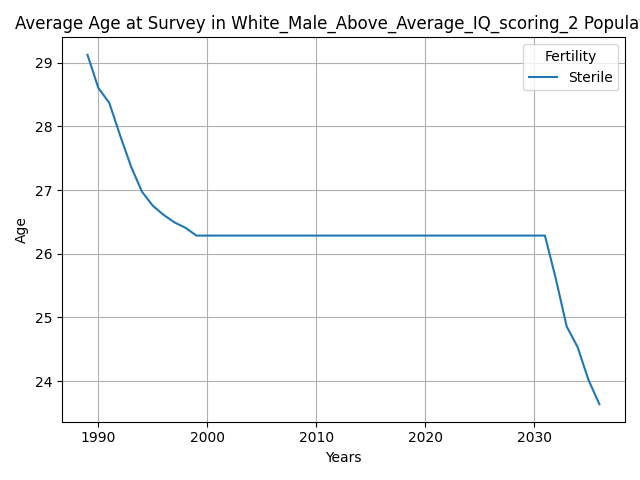 Average Age at Survey in White_Male_Above_Average_IQ_scoring_2 Popula
Fertility
Sterile
29
28
27
26
25
24
Age
1990 2000 2010 2020 2030
Years